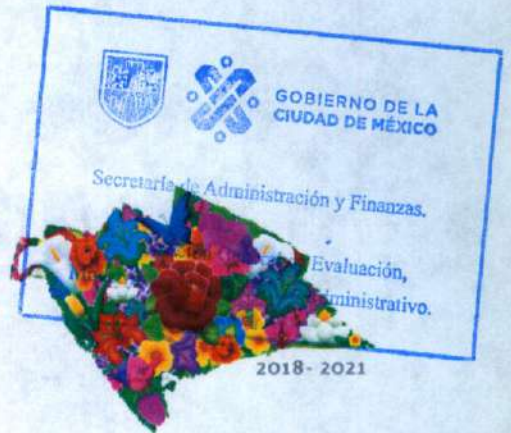 GOBIERNO DE LA
CIUDAD DE MÉXICO
Secretaría de Administración y Finanzas.
Evaluación,
ministrativo.
2018- 2021